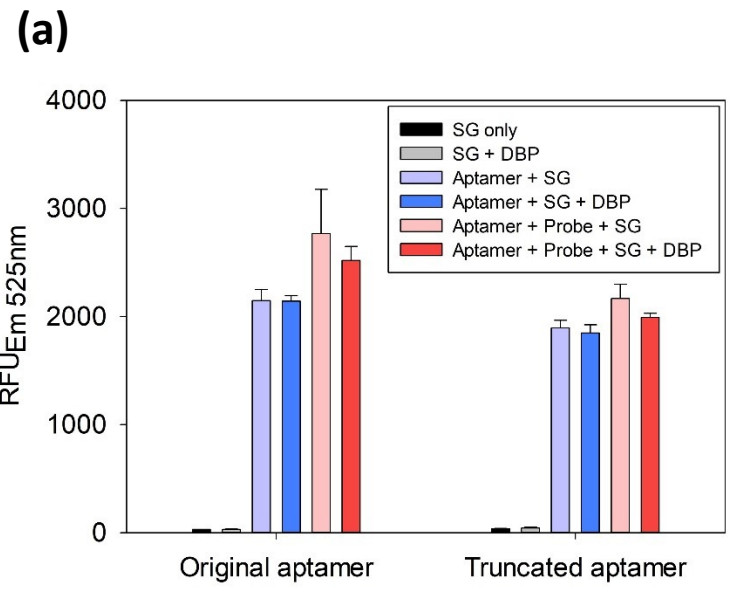 (a)
4000
3000
2000
1000
0
RFUEm 525nm
SG only
SG + DBP
Aptamer + SG
Aptamer + SG + DBP
Aptamer + Probe + SG
Aptamer + Probe + SG + DBP
Original aptamer
Truncated aptamer